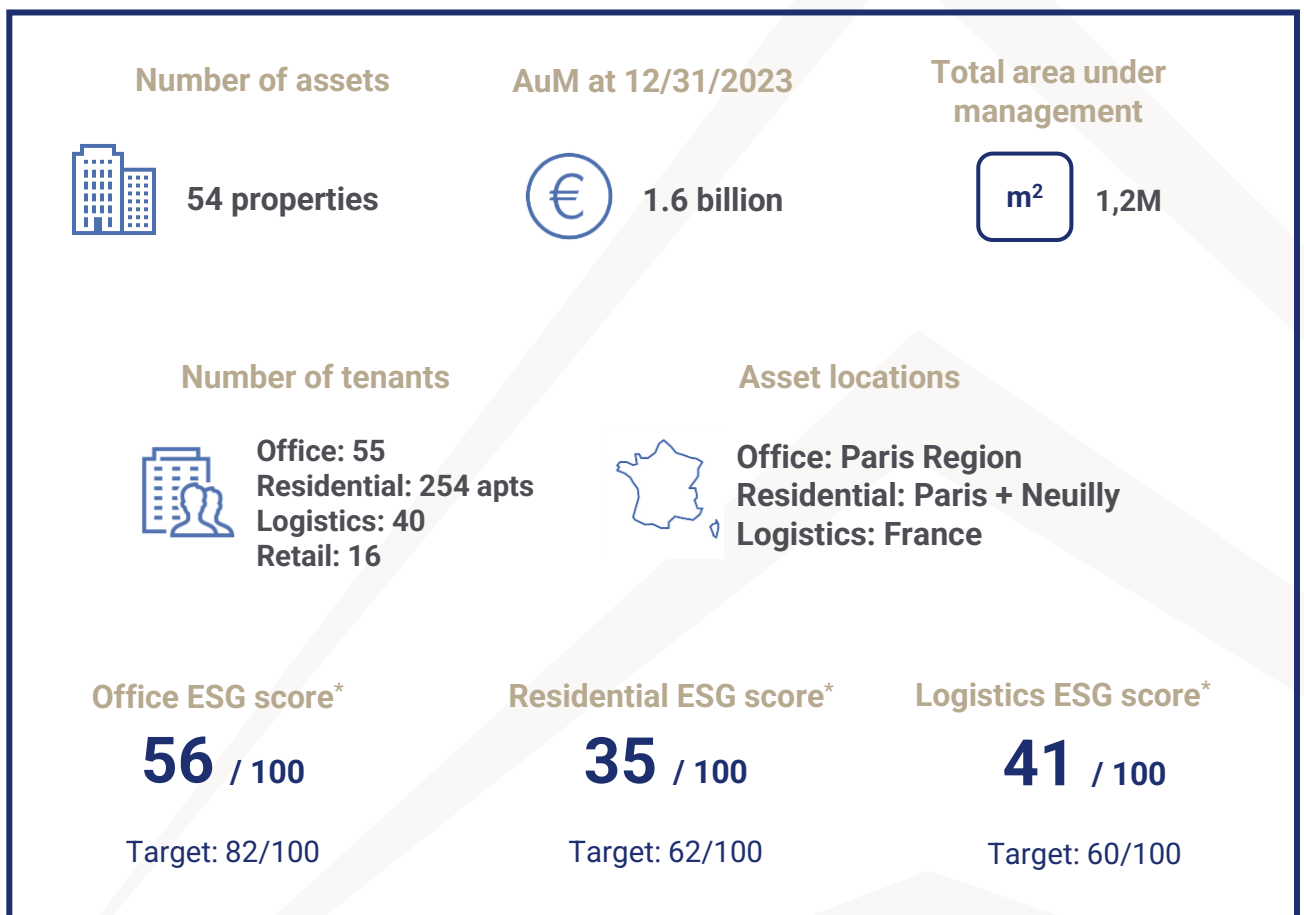 Number of assets
AuM at 12/31/2023
Total area under
management
54 properties
€
1.6 billion
m²
1,2M
Number of tenants
Asset locations
Office: 55
Residential: 254 apts
Logistics: 40
Retail: 16
Office: Paris Region
Residential: Paris + Neuilly
Logistics: France
Office ESG score*
Residential ESG score*
Logistics ESG score*
56 / 100
35 / 100
41 / 100
Target: 82/100
Target: 62/100
Target: 60/100